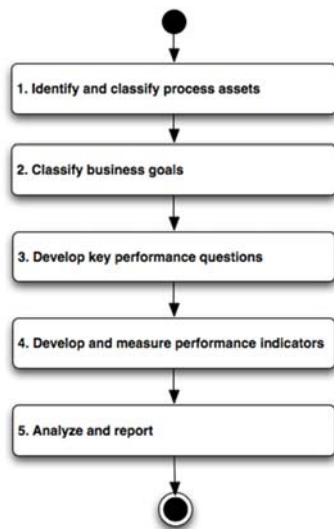 1. Identify and classify process assets
2. Classify business goals
3. Develop key performance questions
4. Develop and measure performance indicators
5. Analyze and report